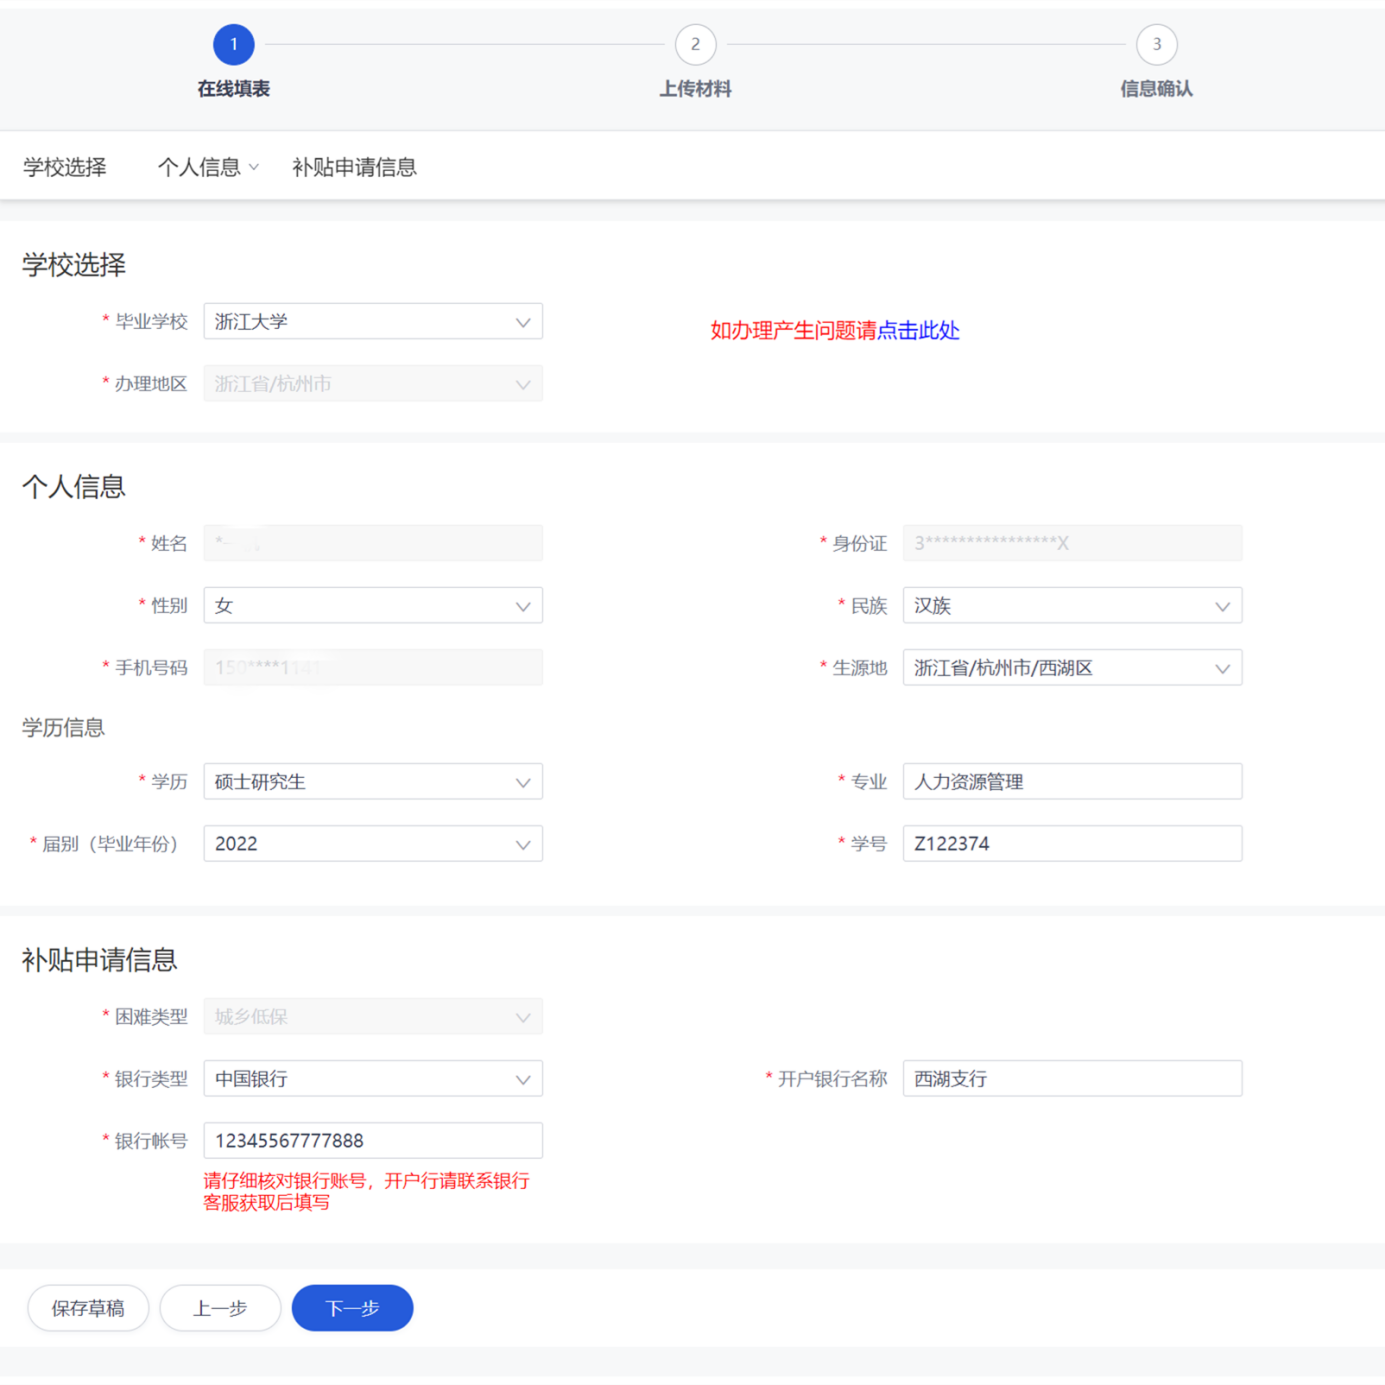 1
2
3
在线填表
上传材料
信息确认
学校选择 个人信息 补贴申请信息
学校选择
* 毕业学校 浙江大学
如办理产生问题请点击此处
* 办理地区 浙江省/杭州市
个人信息
* 姓名
* 身份证 3****************X
* 性别 女
* 民族 汉族
* 手机号码 150****114
* 生源地 浙江省/杭州市/西湖区
学历信息
* 学历 硕士研究生
* 专业 人力资源管理
* 届别（毕业年份） 2022
* 学号 Z122374
补贴申请信息
* 困难类型 城乡低保
* 银行类型 中国银行
* 开户银行名称 西湖支行
* 银行帐号 12345567777888
请仔细核对银行账号，开户行请联系银行
客服获取后填写
保存草稿 上一步 下一步